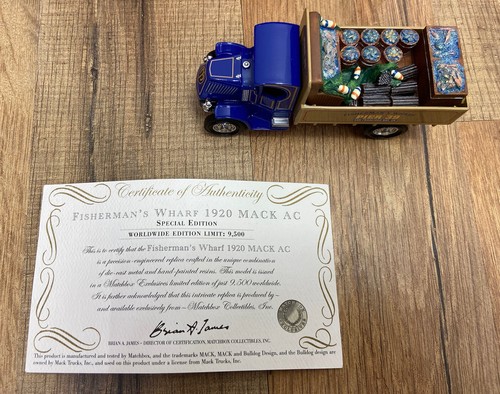 PIER 39
Certificate of Authenticity
FISHERMAN'S WHARF 1920 MACK AC
SPECIAL EDITION
WORLDWIDE EDITION LIMIT: 9,500
This is to certify that the FISHERMAN'S WHARF 1920 MACK AC
is a precision-engineered replica crafted in the unique combination
of die-cast metal and hand-painted resins. This model is issued
in a Matchbox Exclusives limited edition of just 9,500 worldwide.
It is further acknowledged that this intricate replica is produced by—
and available exclusively from—Matchbox Collectibles, Inc.
Brian A. James
BRIAN A. JAMES – DIRECTOR OF CERTIFICATION, MATCHBOX COLLECTIBLES, INC.
This product is manufactured and tested by Matchbox, and the trademarks MACK, MACK and Bulldog Design, and the Bulldog design are
owned by Mack Trucks, Inc., and used on this product under a license from Mack Trucks, Inc.